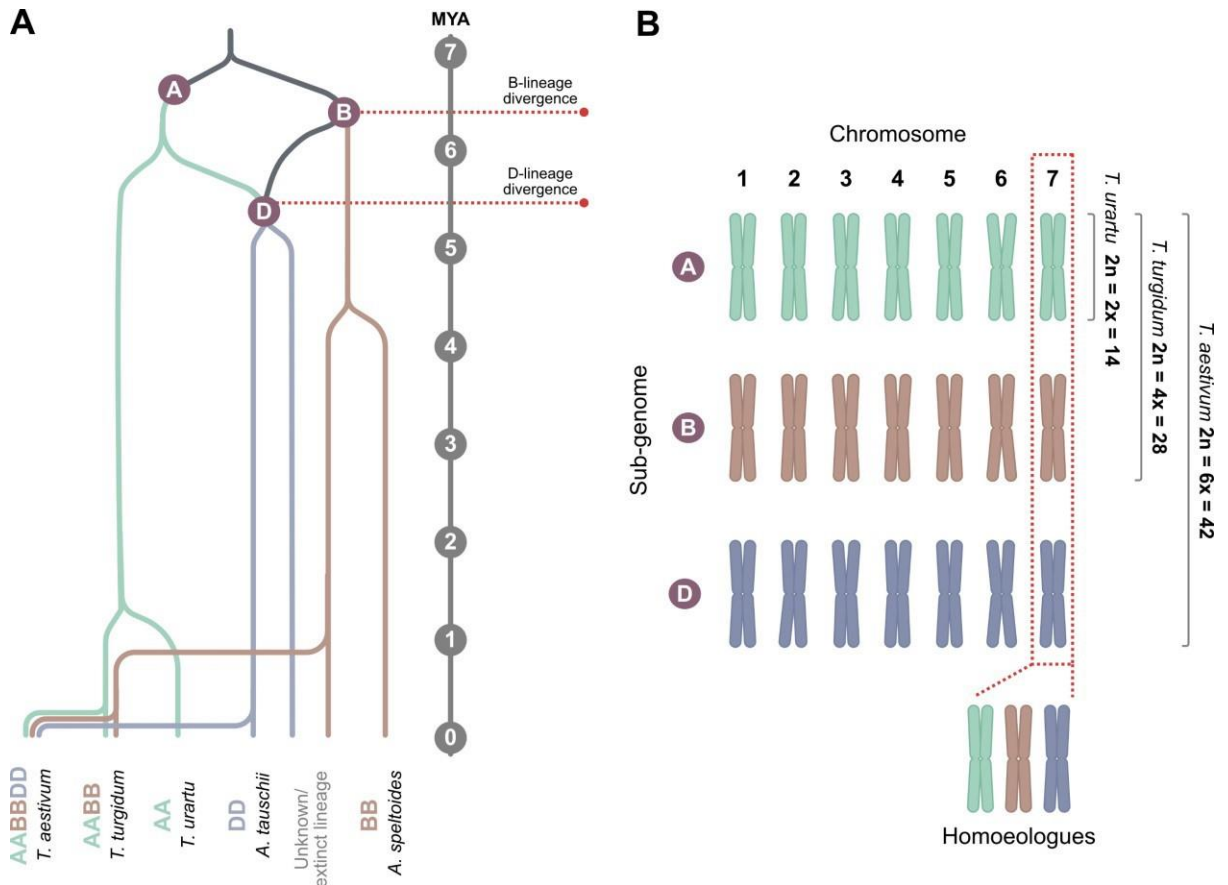 A
MYA
7
A
B-lineage
divergence
B
6
D-lineage
divergence
D
5
4
3
2
1
0
AABBDD
T. aestivum
AABB
T. turgidum
AA
T. urartu
DD
A. tauschii
Unknown/
extinct lineage
BB
A. speltoides
B
Chromosome
1 2 3 4 5 6 7
Sub-genome
A
B
D
T. urartu 2n = 2x = 14
T. turgidum 2n = 4x = 28
T. aestivum 2n = 6x = 42
Homoeologues